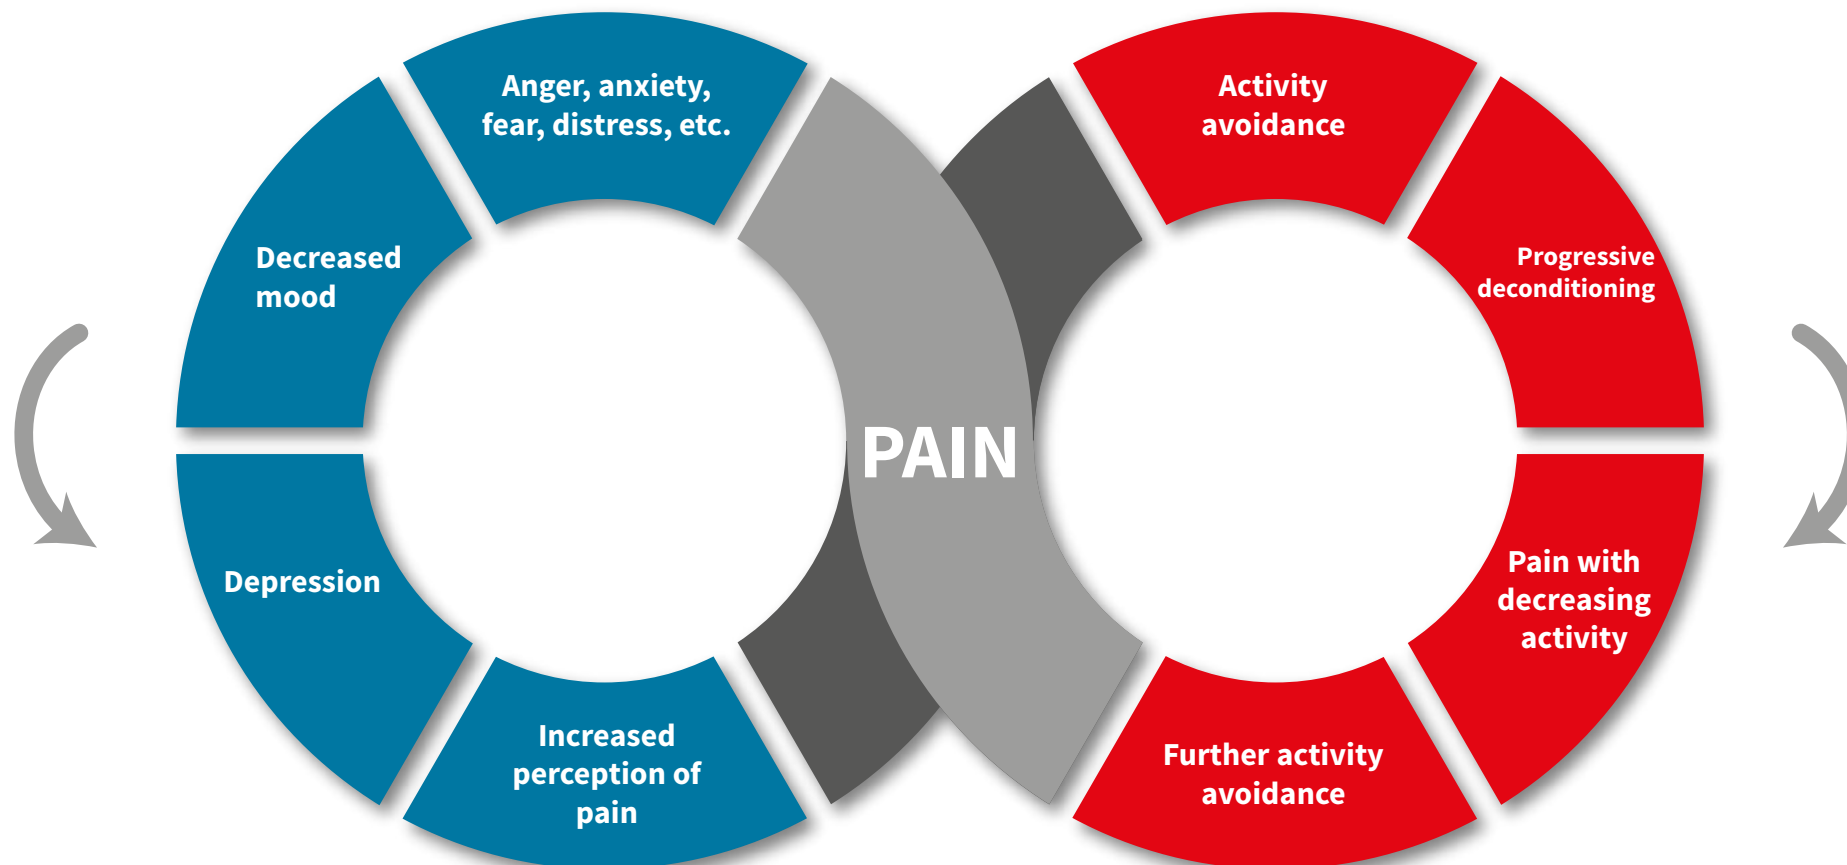 Anger, anxiety,
fear, distress, etc.
Decreased
mood
Depression
Increased
perception of
pain
PAIN
Activity
avoidance
Progressive
deconditioning
Pain with
decreasing
activity
Further activity
avoidance